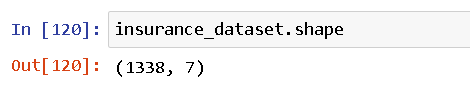 In [120]: insurance_dataset.shape
Out[120]: (1338, 7)